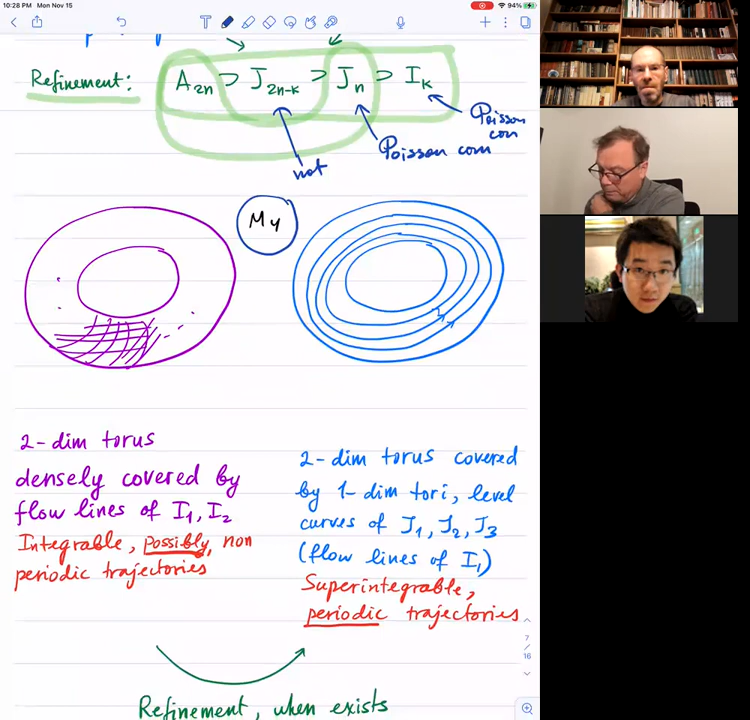 10:28 PM Mon Nov 15
Refinement: A₂ₙ ⊃ J₂ₙ₋ₖ ⊃ Jₙ ⊃ Iₖ
Poisson
com
Poisson com
not
M₄
2-dim torus
densely covered by
flow lines of I₁, I₂
Integrable, possibly, non
periodic trajectories
2-dim torus covered
by 1-dim tori, level
curves of J₁, J₂, J₃
(flow lines of I₁)
Superintegrable,
periodic trajectories
7
/
16
Refinement, when exists